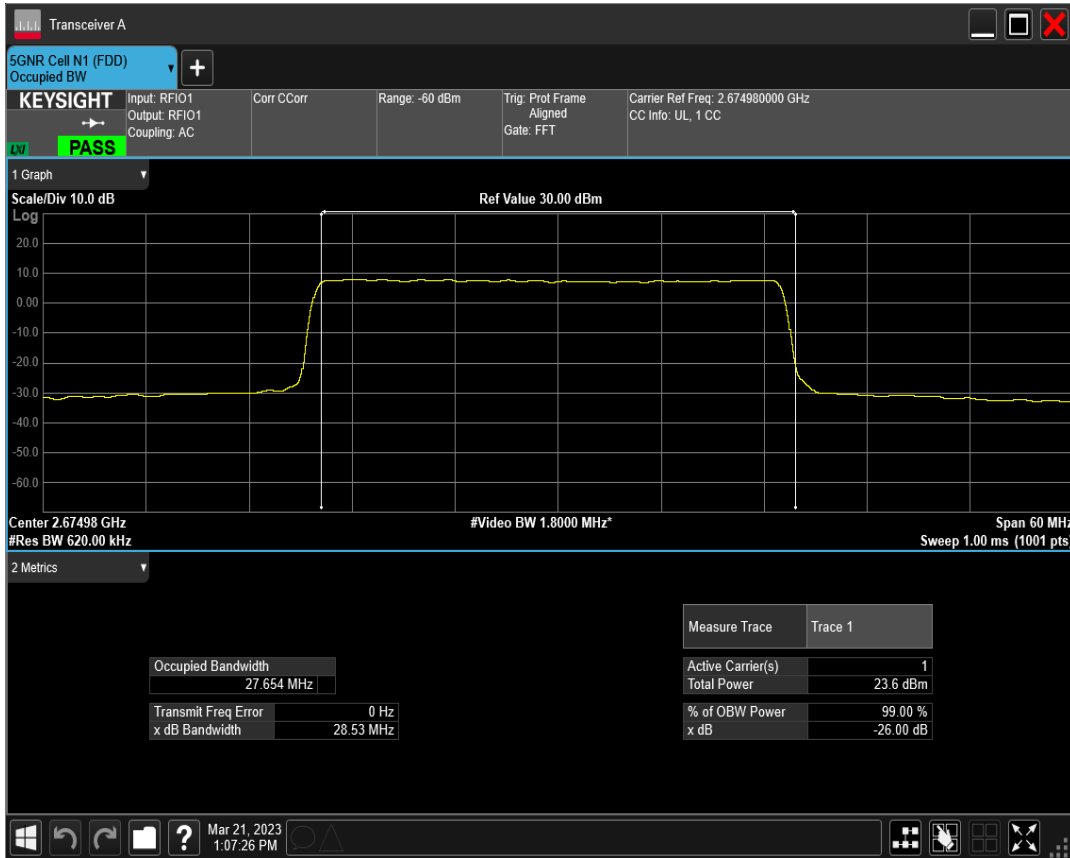 Transceiver A
5GNR Cell N1 (FDD)
Occupied BW
+
KEYSIGHT
LXI
PASS
Input: RFIO1
Output: RFIO1
Coupling: AC
Corr CCorr
Range: -60 dBm
Trig: Prot Frame
Aligned
Gate: FFT
Carrier Ref Freq: 2.674980000 GHz
CC Info: UL, 1 CC
1 Graph
Scale/Div 10.0 dB
Ref Value 30.00 dBm
Log
20.0
10.0
0.00
-10.0
-20.0
-30.0
-40.0
-50.0
-60.0
Center 2.67498 GHz
#Video BW 1.8000 MHz*
Span 60 MHz
#Res BW 620.00 kHz
Sweep 1.00 ms (1001 pts)
2 Metrics
Measure Trace Trace 1
Occupied Bandwidth
27.654 MHz
Active Carrier(s) 1
Total Power 23.6 dBm
Transmit Freq Error 0 Hz
x dB Bandwidth 28.53 MHz
% of OBW Power 99.00 %
x dB -26.00 dB
?
Mar 21, 2023
1:07:26 PM